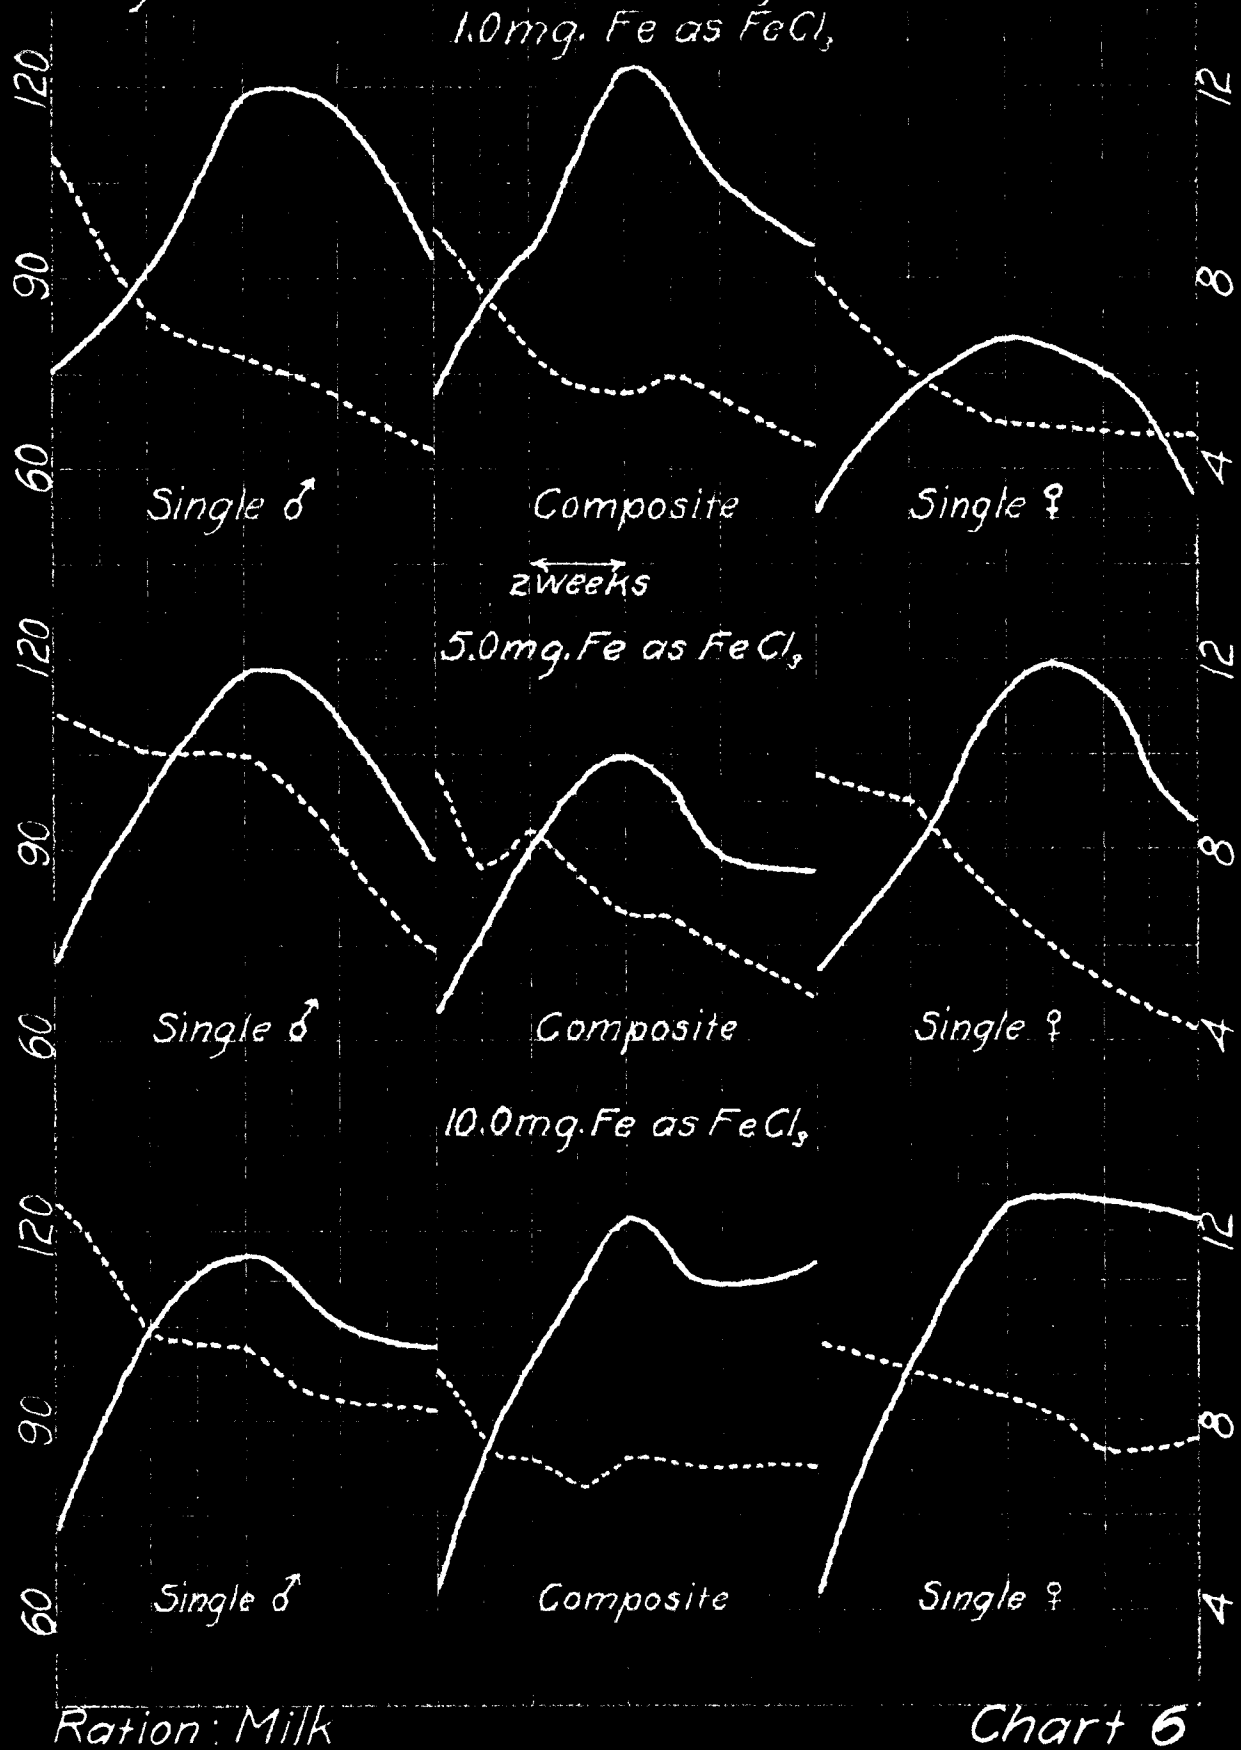 1.0mg. Fe as FeCl₃
120 12
90 8
60 4
Single ♂ Composite Single ♀
2 weeks
5.0mg. Fe as FeCl₃
120 12
90 8
60 4
Single ♂ Composite Single ♀
10.0mg. Fe as FeCl₃
120 12
90 8
60 4
Single ♂ Composite Single ♀
Ration: Milk Chart 6